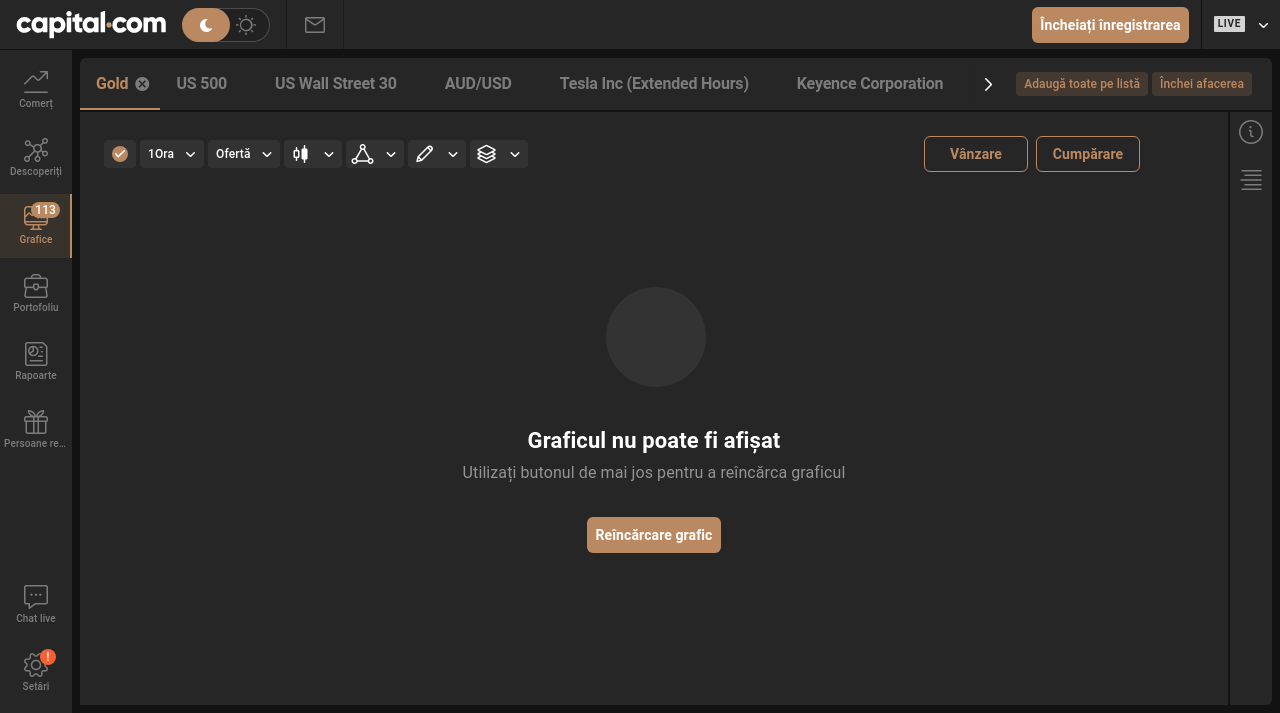 capital.com
Încheiați înregistrarea
LIVE
Gold
US 500
US Wall Street 30
AUD/USD
Tesla Inc (Extended Hours)
Keyence Corporation
Adaugă toate pe listă
Închei afacerea
Comerț
Descoperiți
113
Grafice
Portofoliu
Rapoarte
Persoane re...
Chat live
!
Setări
1Ora
Ofertă
Vânzare
Cumpărare
Graficul nu poate fi afișat
Utilizați butonul de mai jos pentru a reîncărca graficul
Reîncărcare grafic